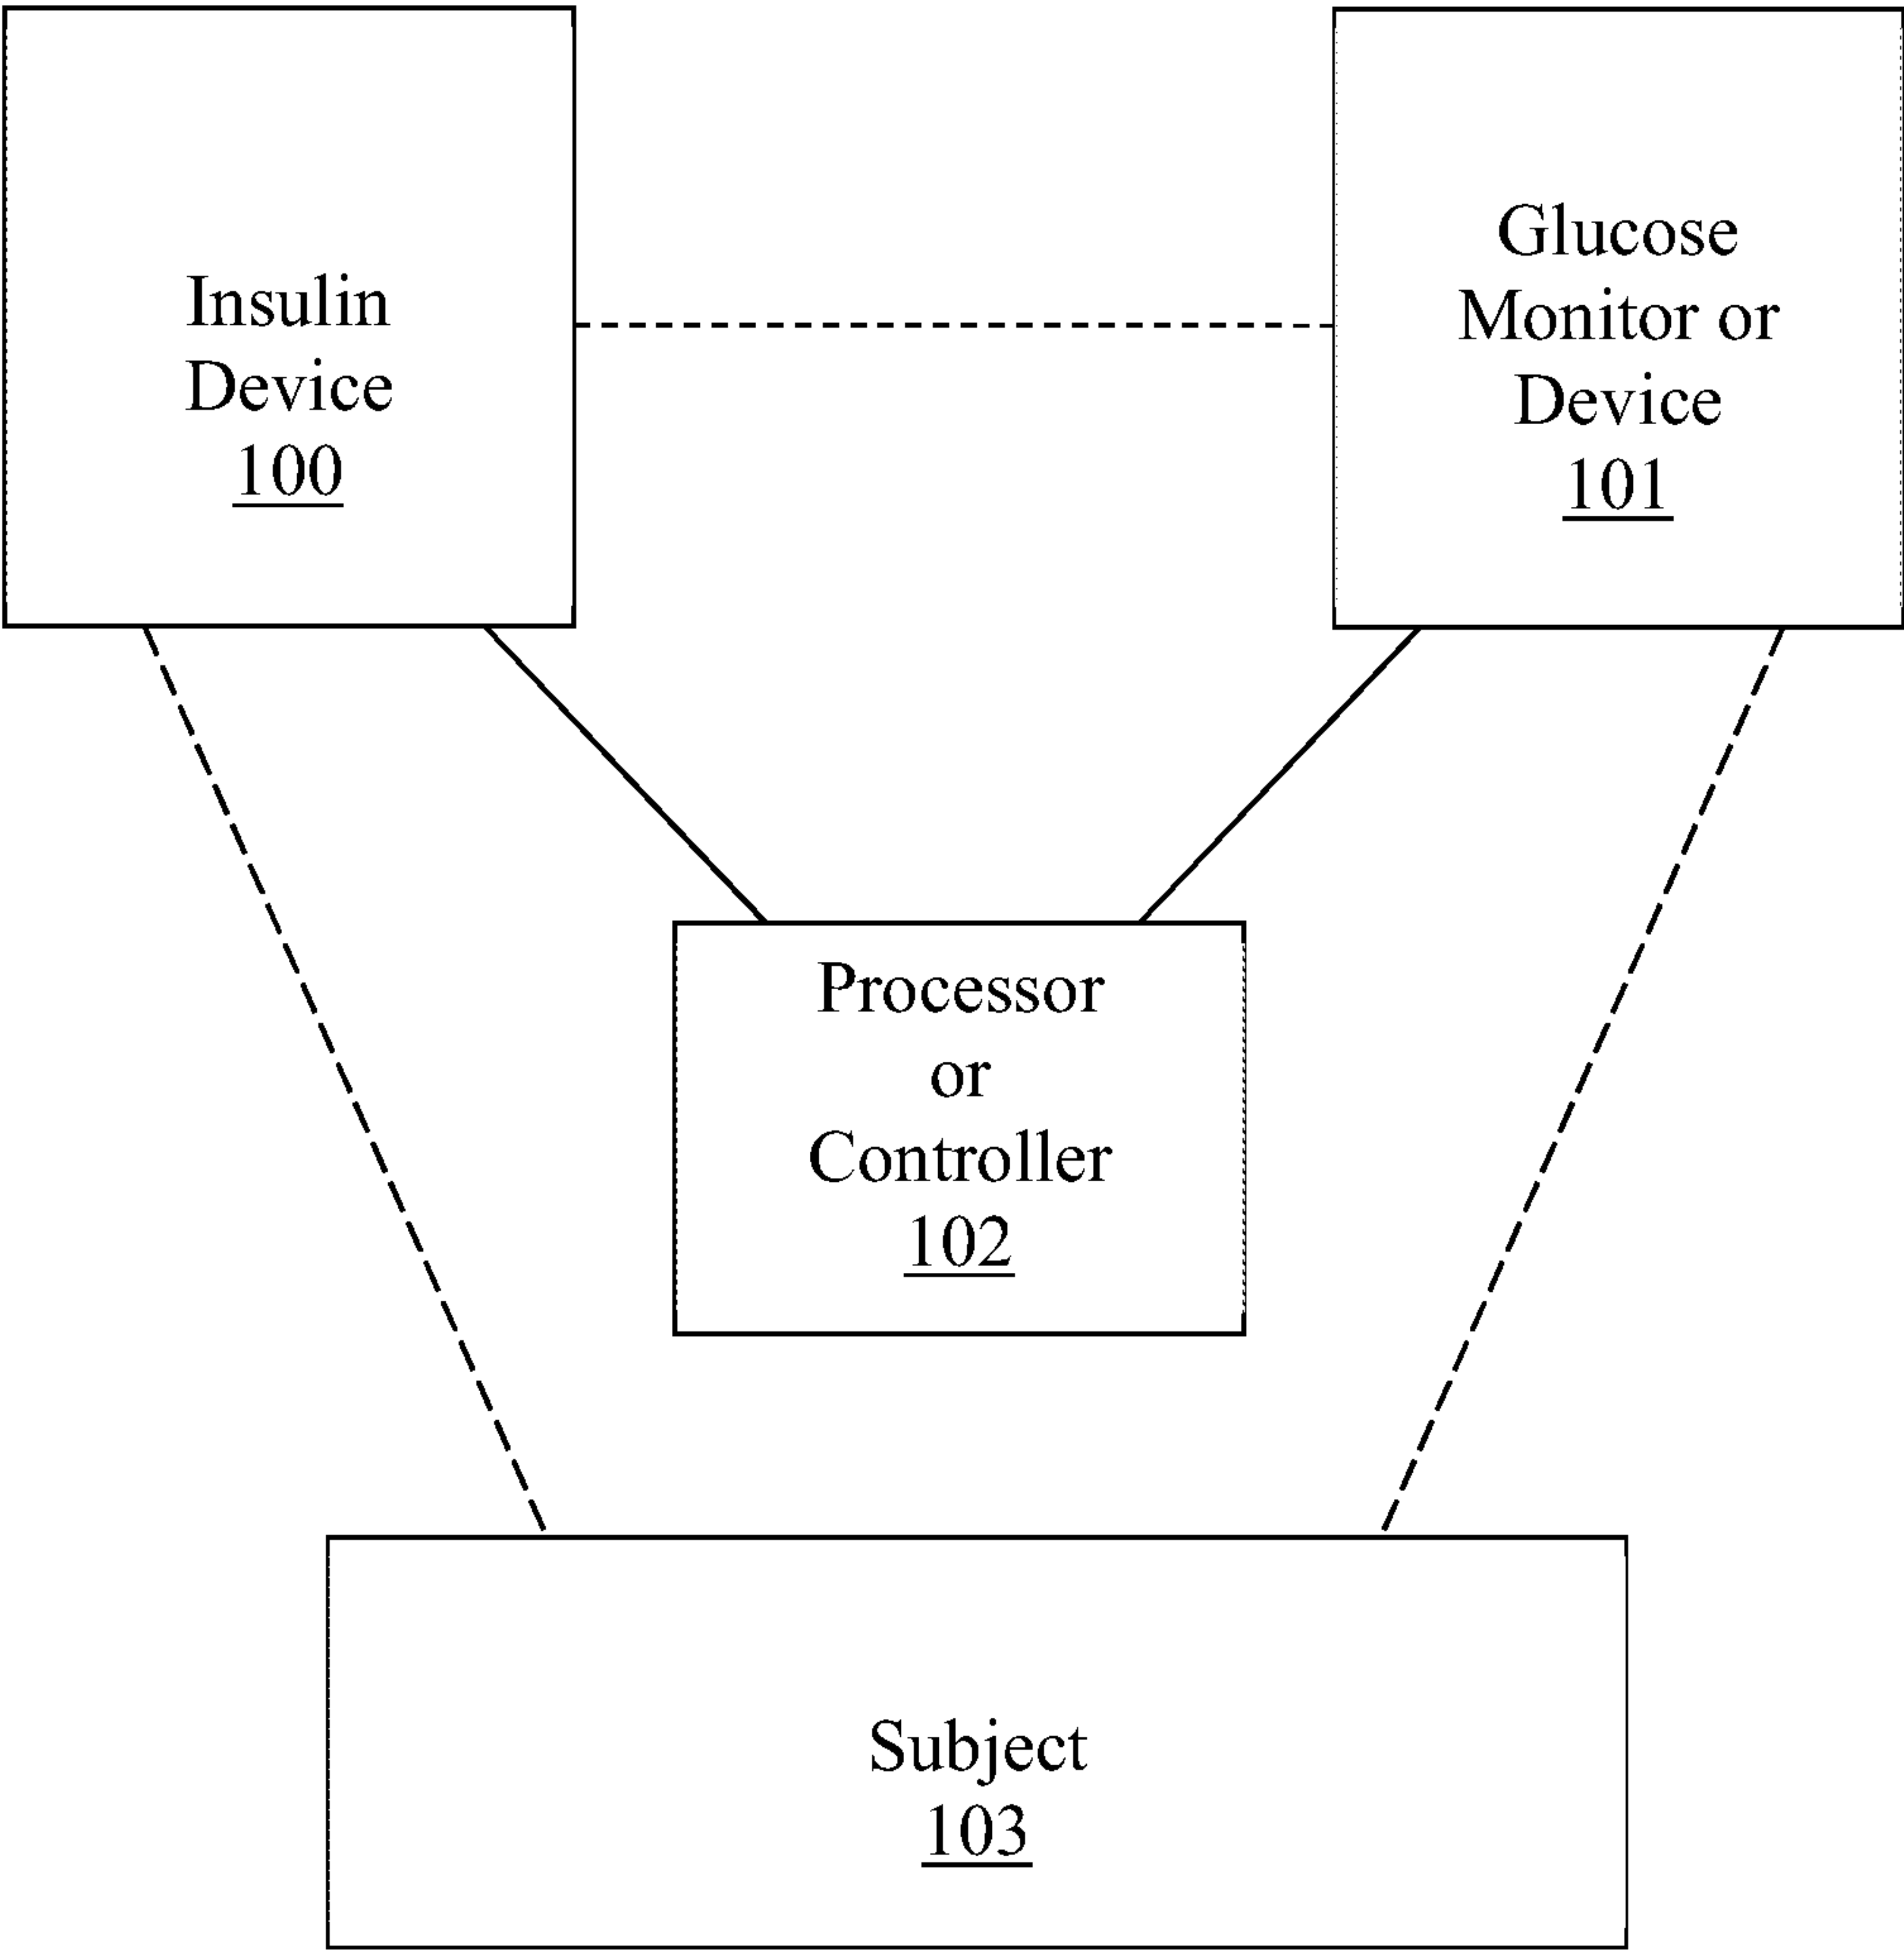 Insulin
Device
100
Glucose
Monitor or
Device
101
Processor
or
Controller
102
Subject
103